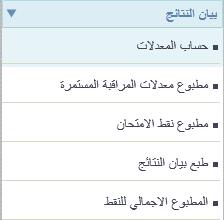 بيان النتائج
حساب المعدلات
مطبوع معدلات المراقبة المستمرة
مطبوع نقط الامتحان
طبع بيان النتائج
المطبوع الاجمالي للنقط